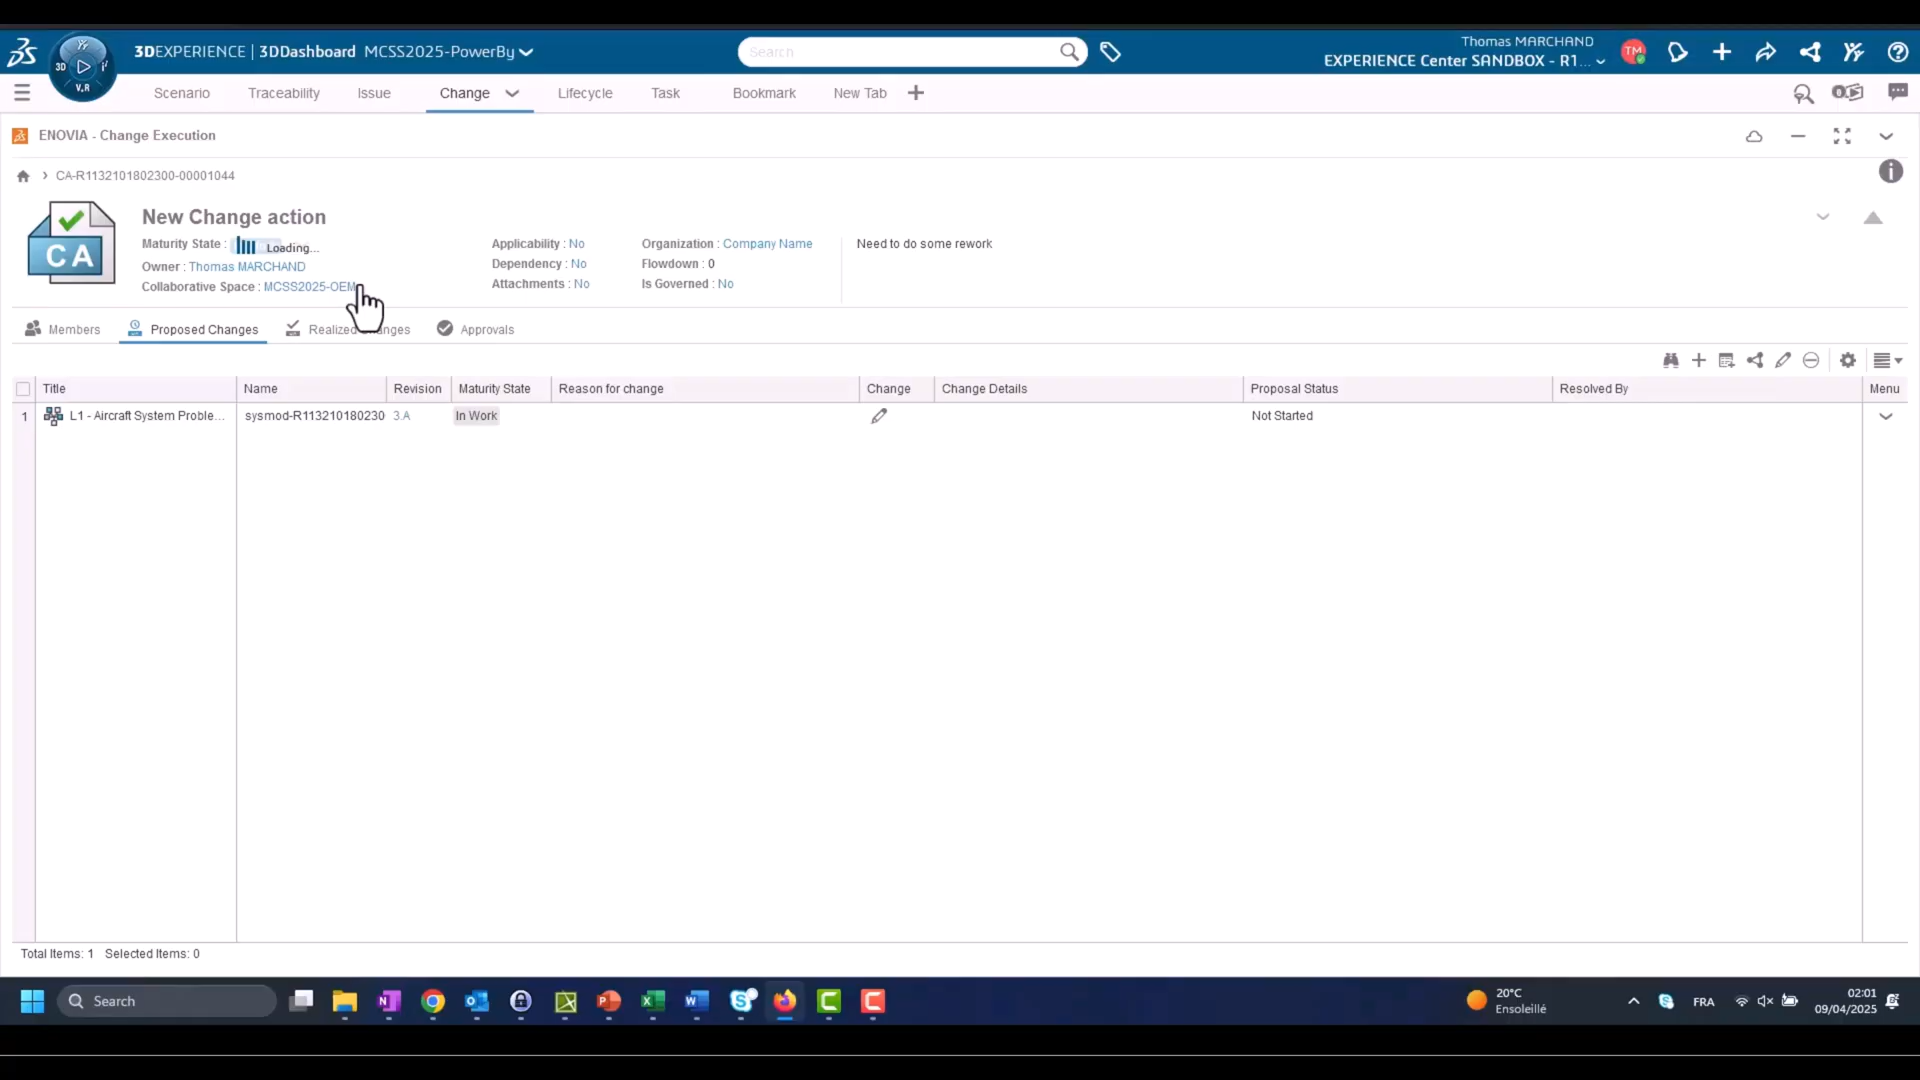 3DEXPERIENCE | 3DDashboard MCSS2025-PowerBy
3D
V.R
Search
Thomas MARCHAND
EXPERIENCE Center SANDBOX - R1...
TM
Scenario
Traceability
Issue
Change
Lifecycle
Task
Bookmark
New Tab
ENOVIA - Change Execution
CA-R1132101802300-00001044
CA
New Change action
Maturity State : Loading...
Owner : Thomas MARCHAND
Collaborative Space : MCSS2025-OEM
Applicability : No
Dependency : No
Attachments : No
Organization : Company Name
Flowdown : 0
Is Governed : No
Need to do some rework
Members
Proposed Changes
Realized Changes
Approvals
Title Name Revision Maturity State Reason for change Change Change Details Proposal Status Resolved By Menu
1 L1 - Aircraft System Proble... sysmod-R113210180230 3.A In Work Not Started
Total Items: 1 Selected Items: 0
Search
20°C
Ensoleillé
FRA
02:01
09/04/2025